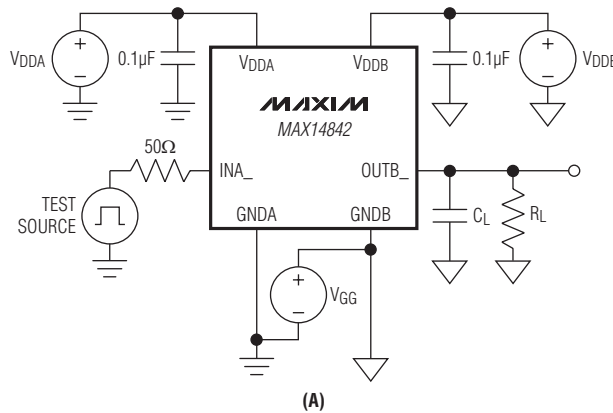 VDDA
0.1µF
VDDA
VDDB
0.1µF
VDDB
MAXIM
MAX14842
50Ω
INA_
OUTB_
TEST
SOURCE
GNDA
GNDB
CL
RL
VGG
(A)